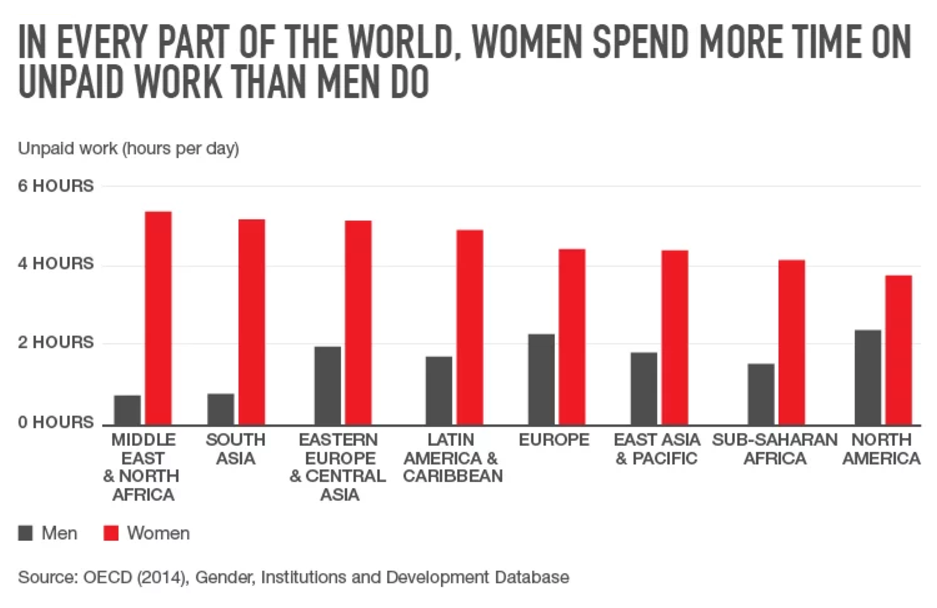 IN EVERY PART OF THE WORLD, WOMEN SPEND MORE TIME ON
UNPAID WORK THAN MEN DO
Unpaid work (hours per day)
6 HOURS
4 HOURS
2 HOURS
0 HOURS
MIDDLE
EAST
& NORTH
AFRICA
SOUTH
ASIA
EASTERN
EUROPE
& CENTRAL
ASIA
LATIN
AMERICA &
CARIBBEAN
EUROPE
EAST ASIA
& PACIFIC
SUB-SAHARAN
AFRICA
NORTH
AMERICA
Men
Women
Source: OECD (2014), Gender, Institutions and Development Database